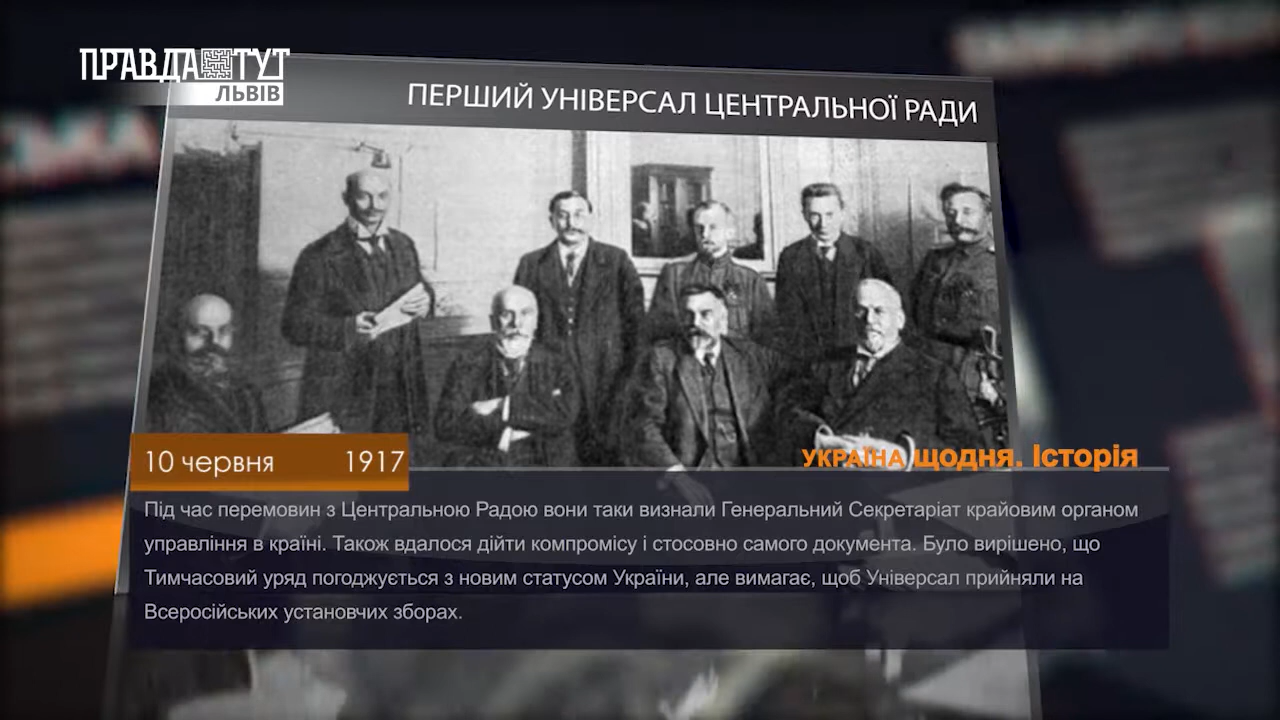 ПРАВДА ТУТ
ЛЬВІВ
ПЕРШИЙ УНІВЕРСАЛ ЦЕНТРАЛЬНОЇ РАДИ
10 червня 1917
УКРАЇНА щодня. Історія
Під час перемовин з Центральною Радою вони таки визнали Генеральний Секретаріат крайовим органом
управління в країні. Також вдалося дійти компромісу і стосовно самого документа. Було вирішено, що
Тимчасовий уряд погоджується з новим статусом України, але вимагає, щоб Універсал прийняли на
Всеросійських установчих зборах.